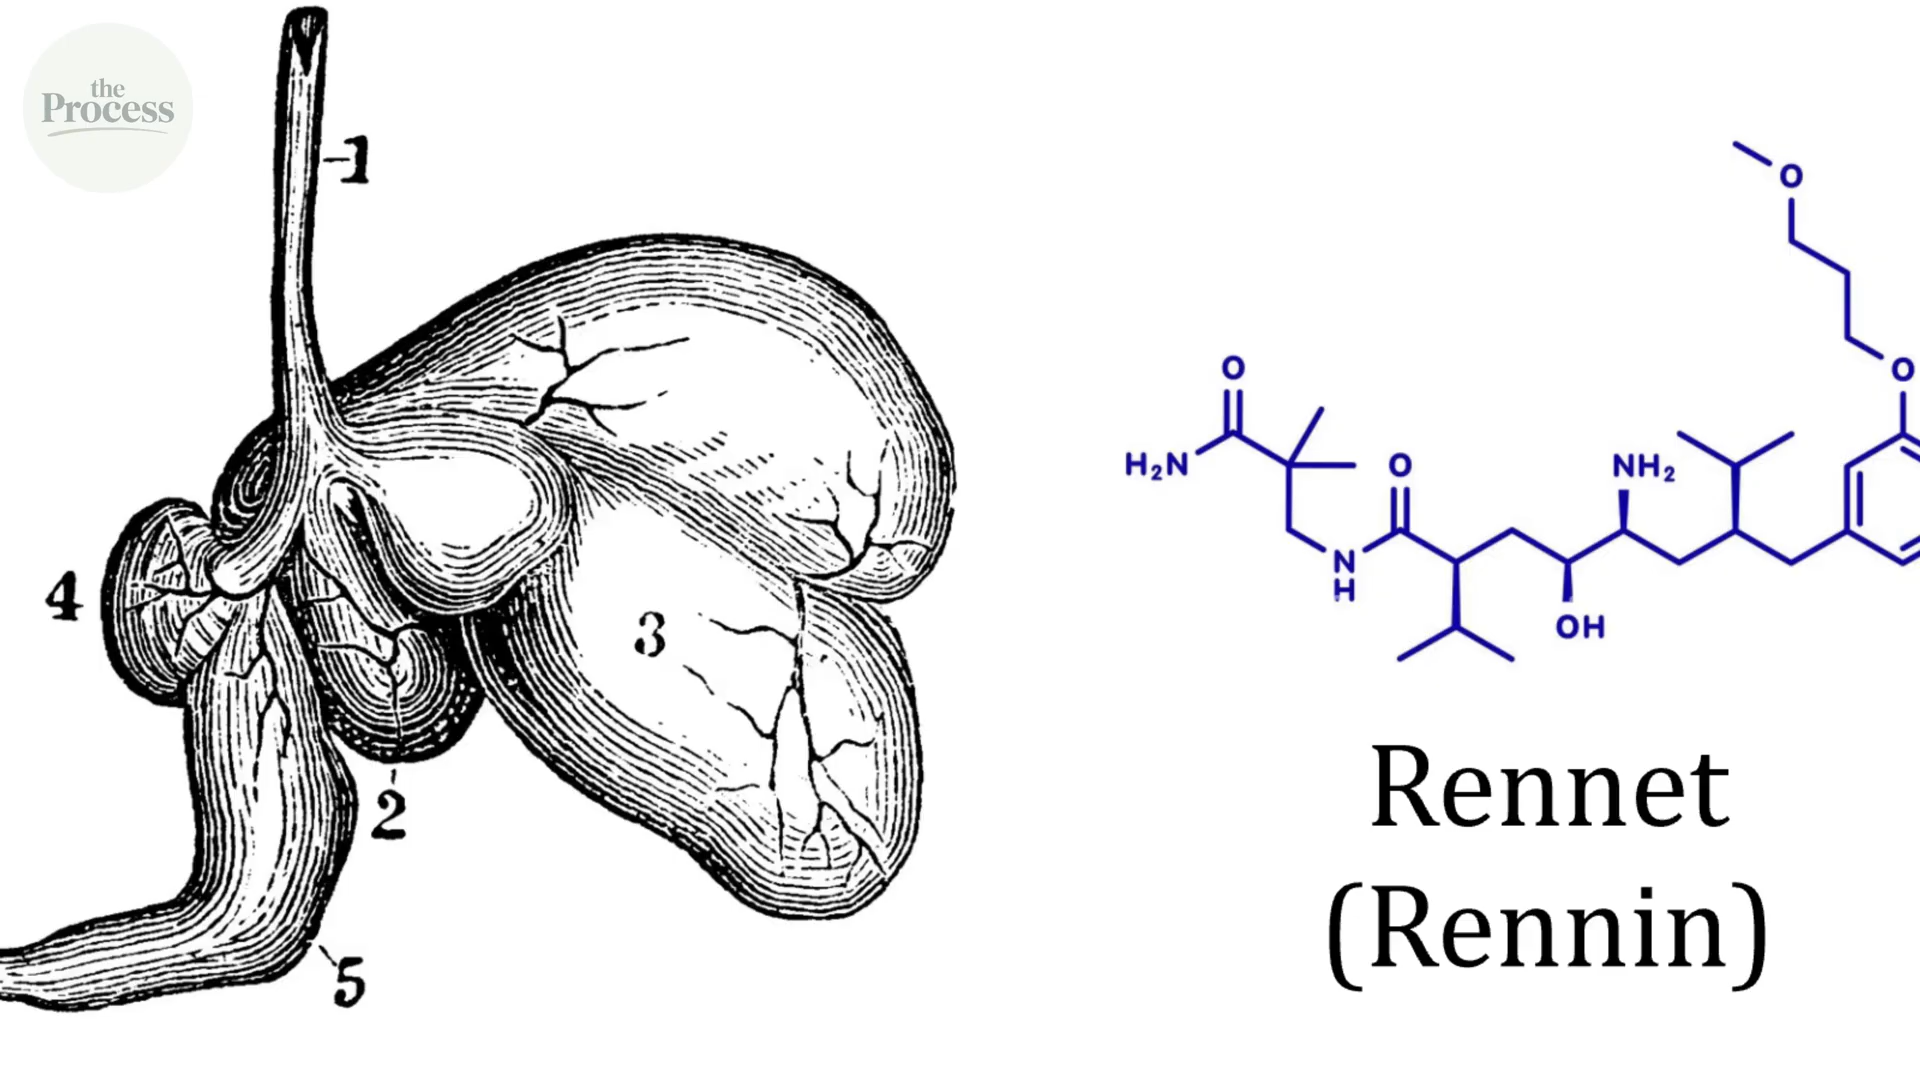 the
Process
1
4
3
2
5
O
O
O
H₂N
O
NH₂
N
H
OH
Rennet
(Rennin)